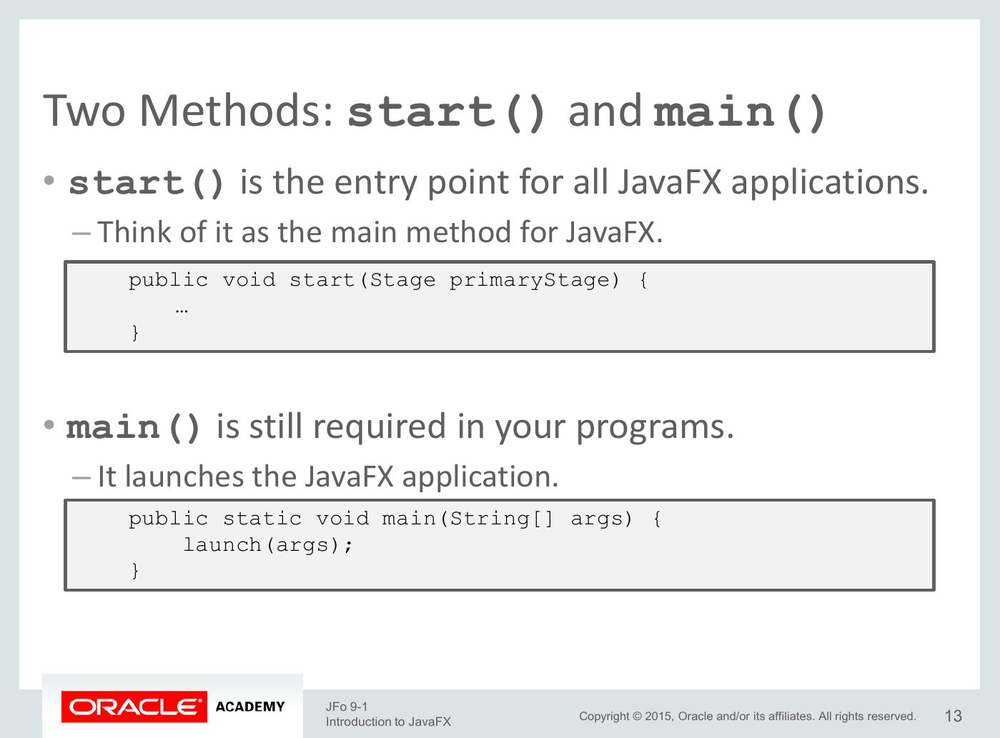 Two Methods: start() and main()
• start() is the entry point for all JavaFX applications.
– Think of it as the main method for JavaFX.
public void start(Stage primaryStage) {
…
}
• main() is still required in your programs.
– It launches the JavaFX application.
public static void main(String[] args) {
launch(args);
}
ORACLE® ACADEMY
JFo 9-1
Introduction to JavaFX
Copyright © 2015, Oracle and/or its affiliates. All rights reserved.
13